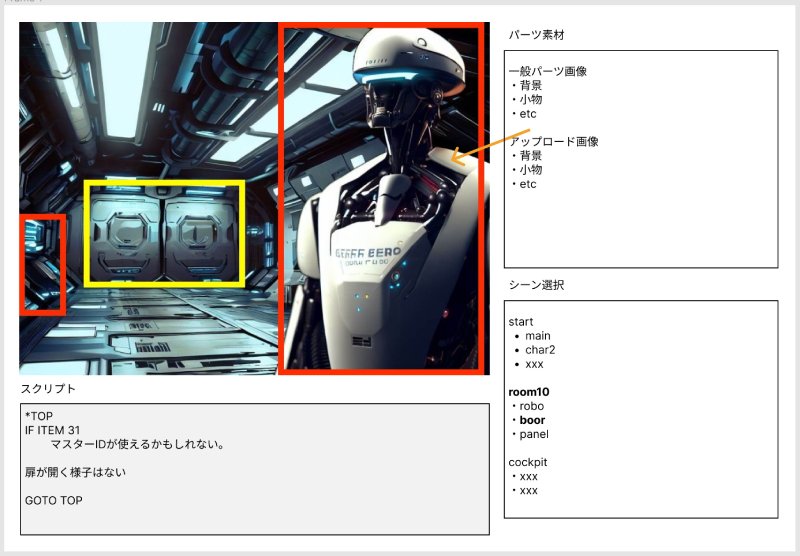 パーツ素材
一般パーツ画像
・背景
・小物
・etc
アップロード画像
・背景
・小物
・etc
シーン選択
start
• main
• char2
• xxx
room10
・robo
・boor
・panel
cockpit
・xxx
・xxx
スクリプト
*TOP
IF ITEM 31
マスターIDが使えるかもしれない。
扉が開く様子はない
GOTO TOP